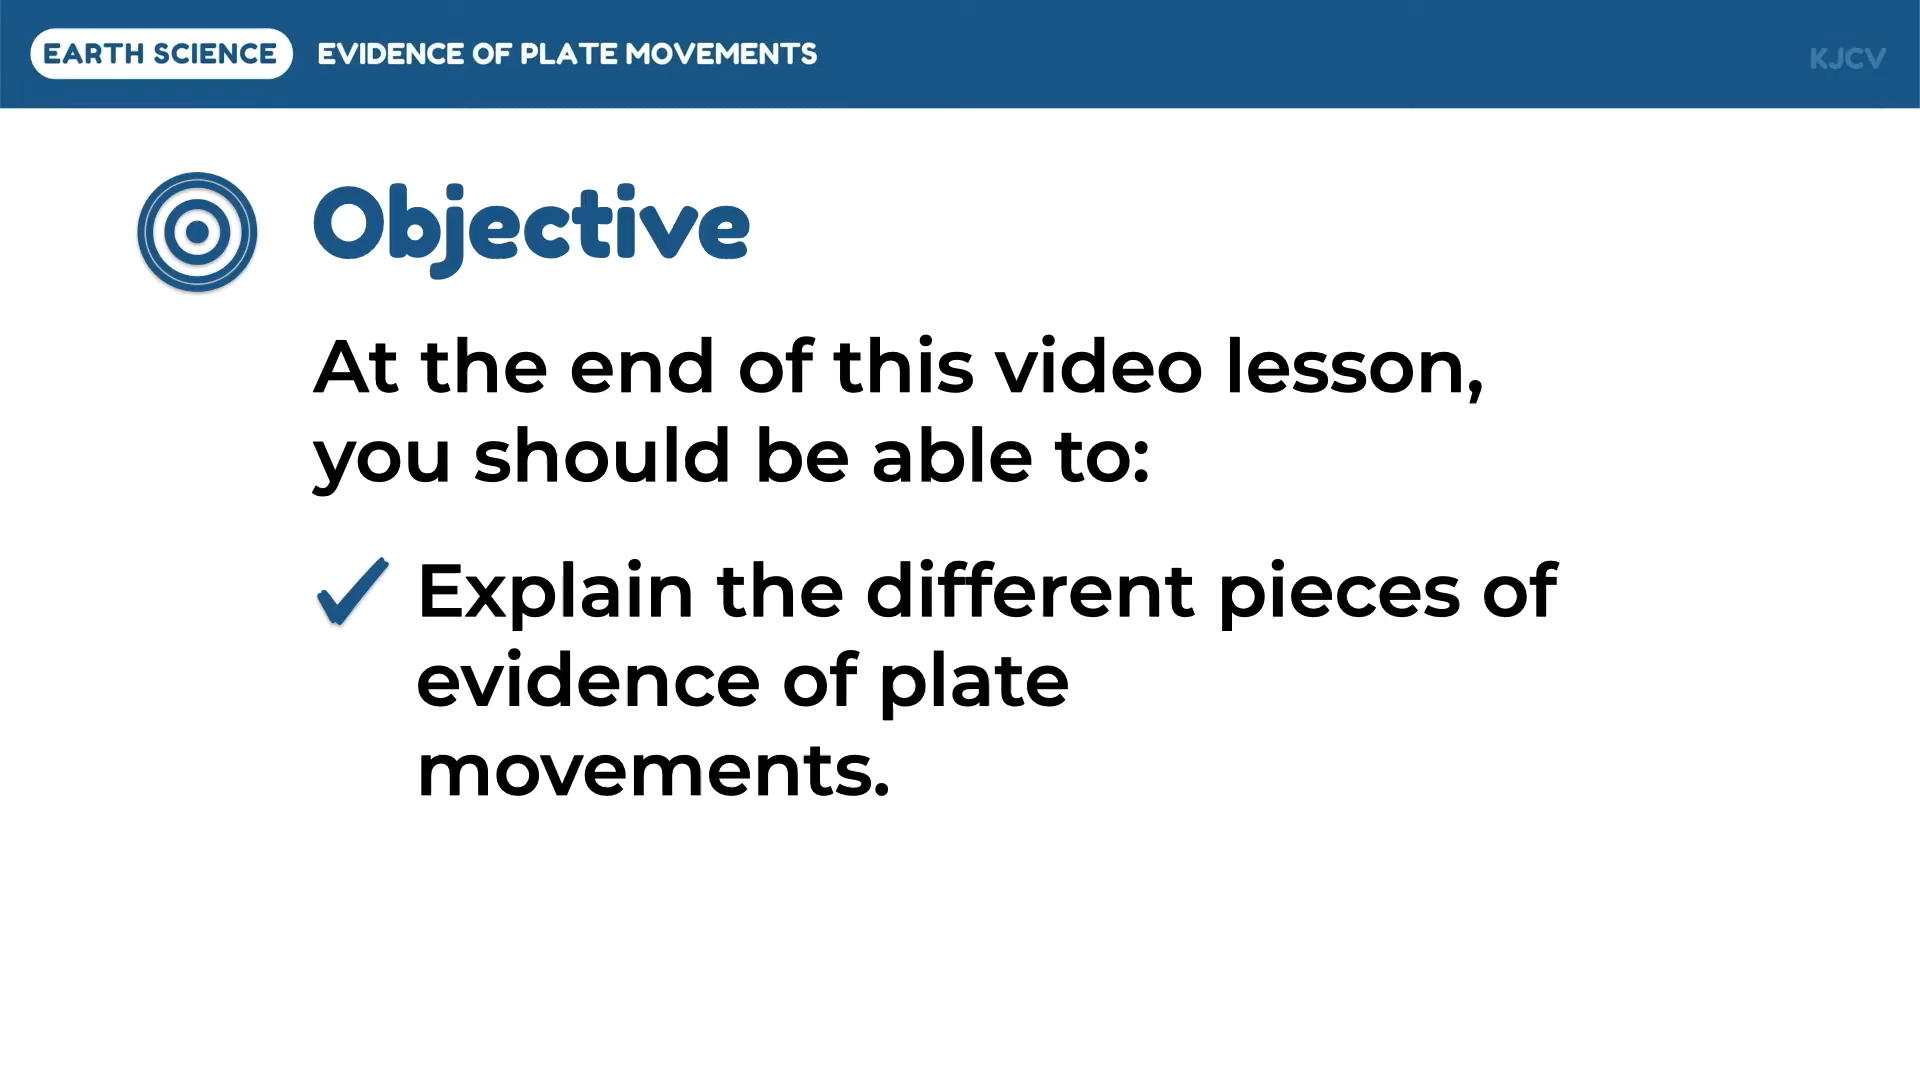 EARTH SCIENCE EVIDENCE OF PLATE MOVEMENTS KJCV
Objective
At the end of this video lesson,
you should be able to:
Explain the different pieces of
evidence of plate
movements.